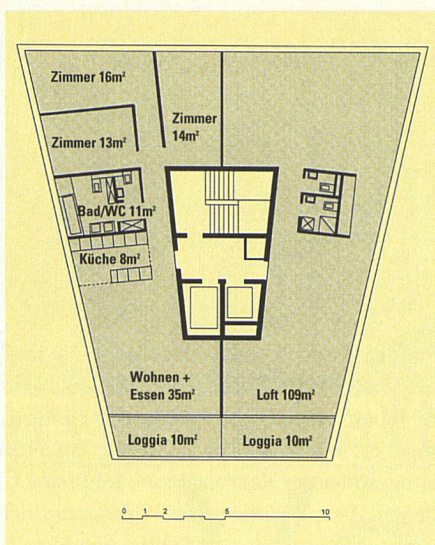 Zimmer 16m²
Zimmer
14m²
Zimmer 13m²
Bad/WC 11m²
Küche 8m²
Wohnen +
Essen 35m²
Loft 109m²
Loggia 10m²
Loggia 10m²
0 1 2 5 10